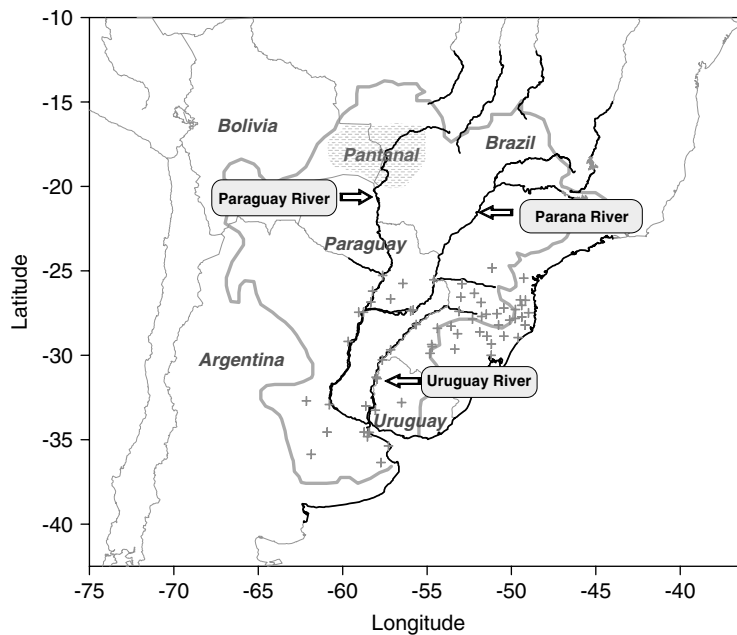 -10
-15
-20
-25
-30
-35
-40
Latitude
Bolivia
Brazil
Pantanal
Paraguay River
Parana River
Paraguay
Argentina
Uruguay River
Uruguay
-75 -70 -65 -60 -55 -50 -45 -40
Longitude